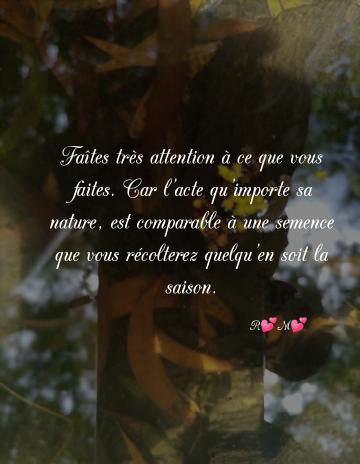 Faîtes très attention à ce que vous
faites. Car l'acte qu'importe sa
nature, est comparable à une semence
que vous récolterez quelqu'en soit la
saison.
R💕M💕